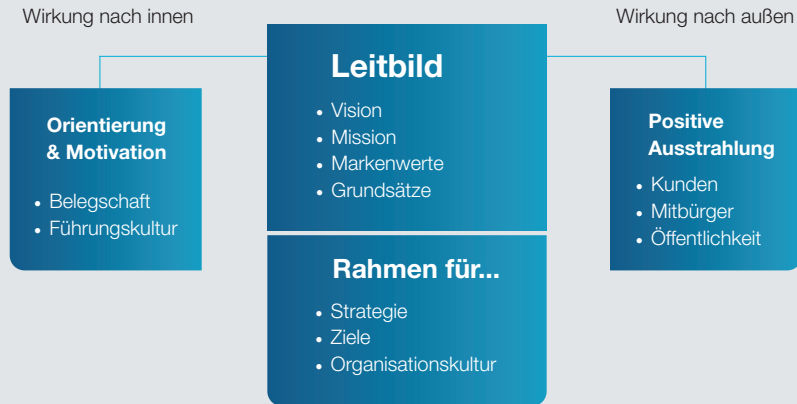 Wirkung nach innen
Wirkung nach außen
Leitbild
• Vision
• Mission
• Markenwerte
• Grundsätze
Orientierung
& Motivation
• Belegschaft
• Führungskultur
Positive
Ausstrahlung
• Kunden
• Mitbürger
• Öffentlichkeit
Rahmen für...
• Strategie
• Ziele
• Organisationskultur